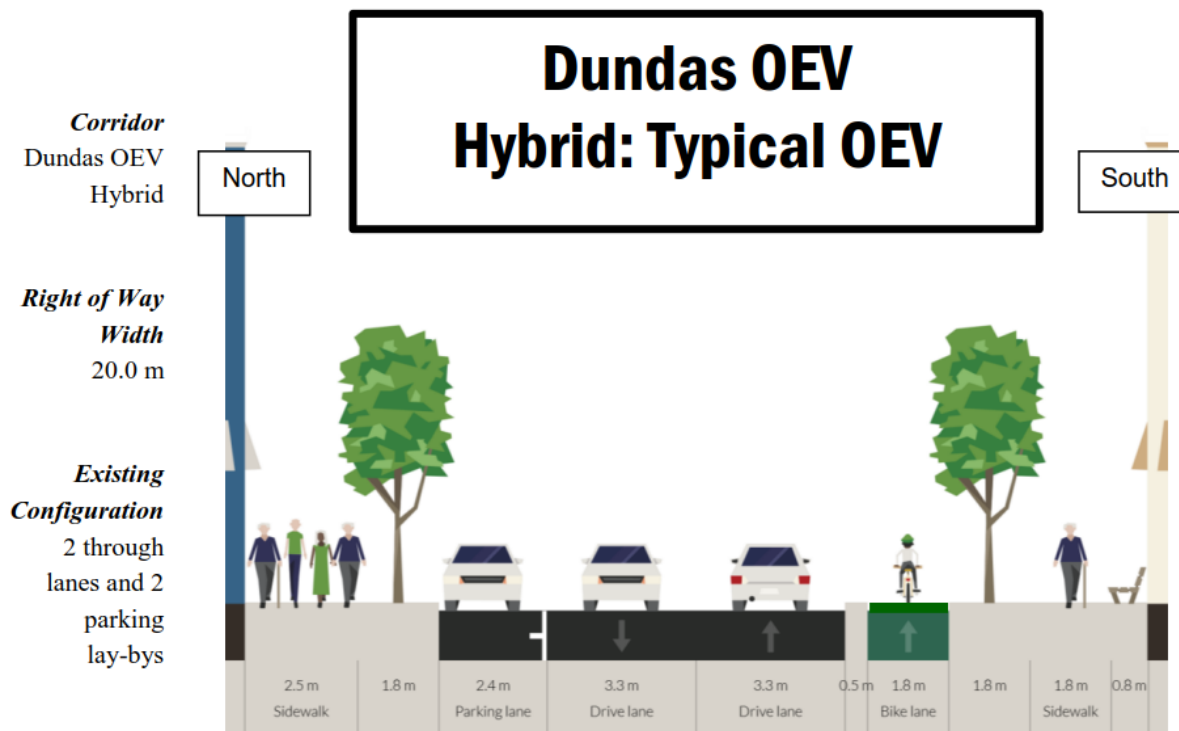 Dundas OEV
Hybrid: Typical OEV
North
South
Corridor
Dundas OEV
Hybrid
Right of Way
Width
20.0 m
Existing
Configuration
2 through
lanes and 2
parking
lay-bys
2.5 m
1.8 m
2.4 m
3.3 m
3.3 m
0.5 m
1.8 m
1.8 m
1.8 m
0.8 m
Sidewalk
Parking lane
Drive lane
Drive lane
Bike lane
Sidewalk